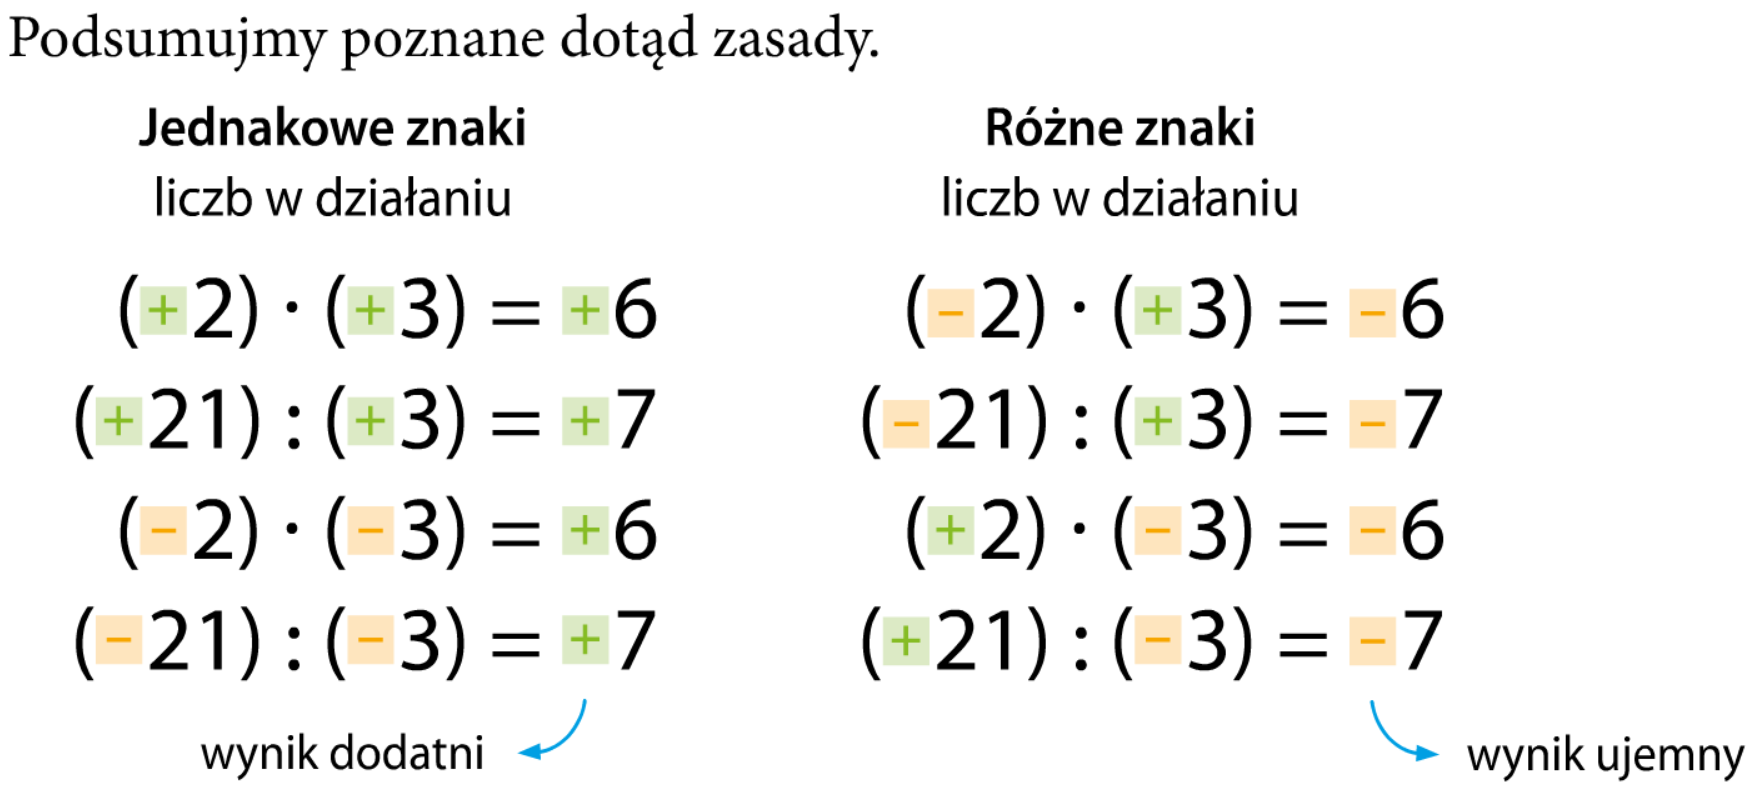 Podsumujmy poznane dotąd zasady.
Jednakowe znaki
liczb w działaniu
(+2) · (+3) = +6
(+21) : (+3) = +7
(–2) · (–3) = +6
(–21) : (–3) = +7
wynik dodatni
Różne znaki
liczb w działaniu
(–2) · (+3) = –6
(–21) : (+3) = –7
(+2) · (–3) = –6
(+21) : (–3) = –7
wynik ujemny